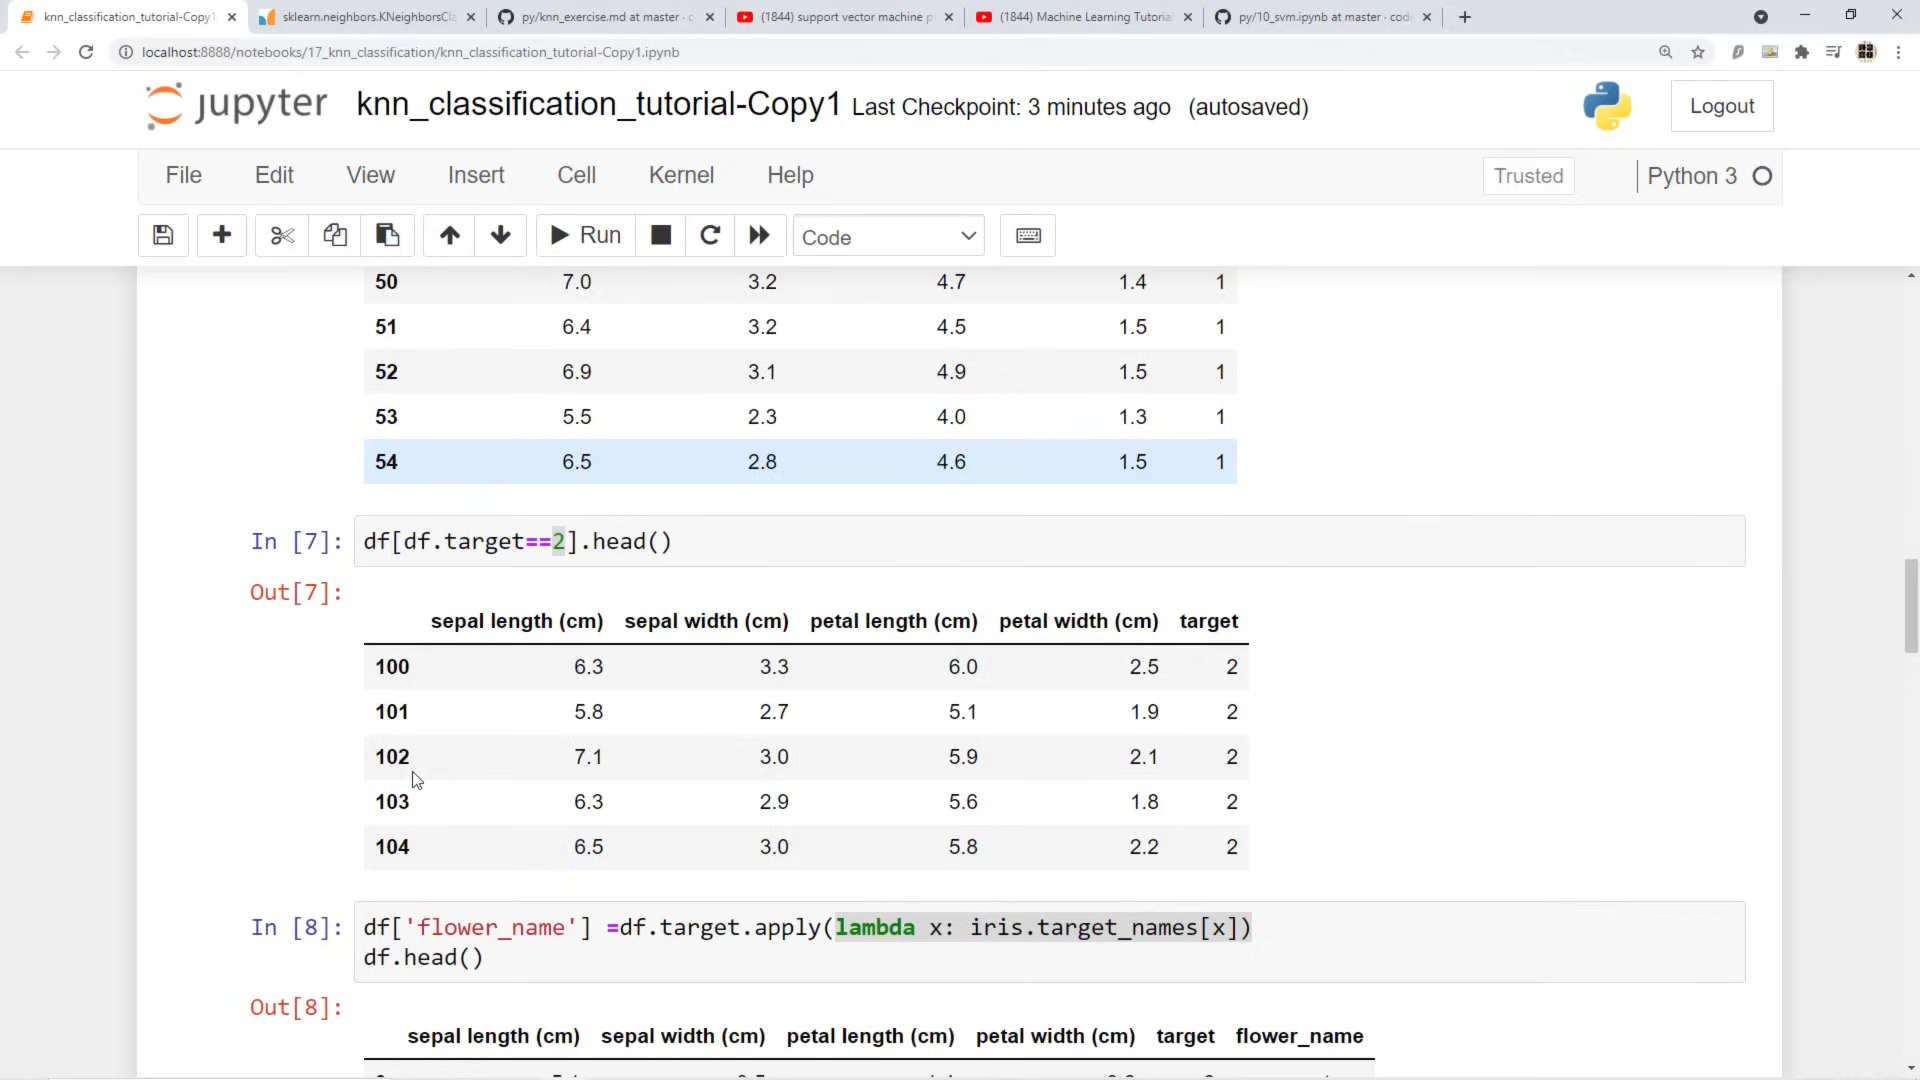 knn_classification_tutorial-Copy1
sklearn.neighbors.KNeighborsCla
py/knn_exercise.md at master · c
(1844) support vector machine p
(1844) Machine Learning Tutoria
py/10_svm.ipynb at master · cod
localhost:8888/notebooks/17_knn_classification/knn_classification_tutorial-Copy1.ipynb
jupyter knn_classification_tutorial-Copy1 Last Checkpoint: 3 minutes ago (autosaved)
Logout
File Edit View Insert Cell Kernel Help
Trusted
Python 3
Run
Code
50 7.0 3.2 4.7 1.4 1
51 6.4 3.2 4.5 1.5 1
52 6.9 3.1 4.9 1.5 1
53 5.5 2.3 4.0 1.3 1
54 6.5 2.8 4.6 1.5 1
In [7]: df[df.target==2].head()
Out[7]:
sepal length (cm) sepal width (cm) petal length (cm) petal width (cm) target
100 6.3 3.3 6.0 2.5 2
101 5.8 2.7 5.1 1.9 2
102 7.1 3.0 5.9 2.1 2
103 6.3 2.9 5.6 1.8 2
104 6.5 3.0 5.8 2.2 2
In [8]: df['flower_name'] =df.target.apply(lambda x: iris.target_names[x])
df.head()
Out[8]:
sepal length (cm) sepal width (cm) petal length (cm) petal width (cm) target flower_name